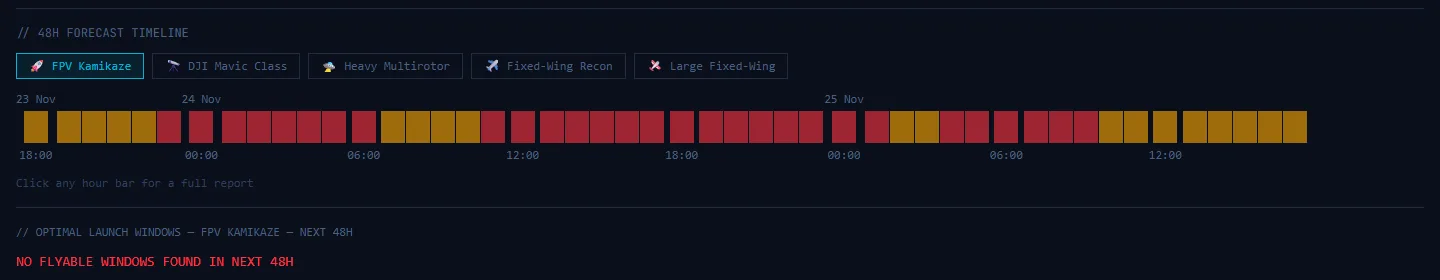 // 48H FORECAST TIMELINE
FPV Kamikaze DJI Mavic Class Heavy Multirotor Fixed-Wing Recon Large Fixed-Wing
23 Nov 24 Nov 25 Nov
18:00 00:00 06:00 12:00 18:00 00:00 06:00 12:00
Click any hour bar for a full report
// OPTIMAL LAUNCH WINDOWS — FPV KAMIKAZE — NEXT 48H
NO FLYABLE WINDOWS FOUND IN NEXT 48H